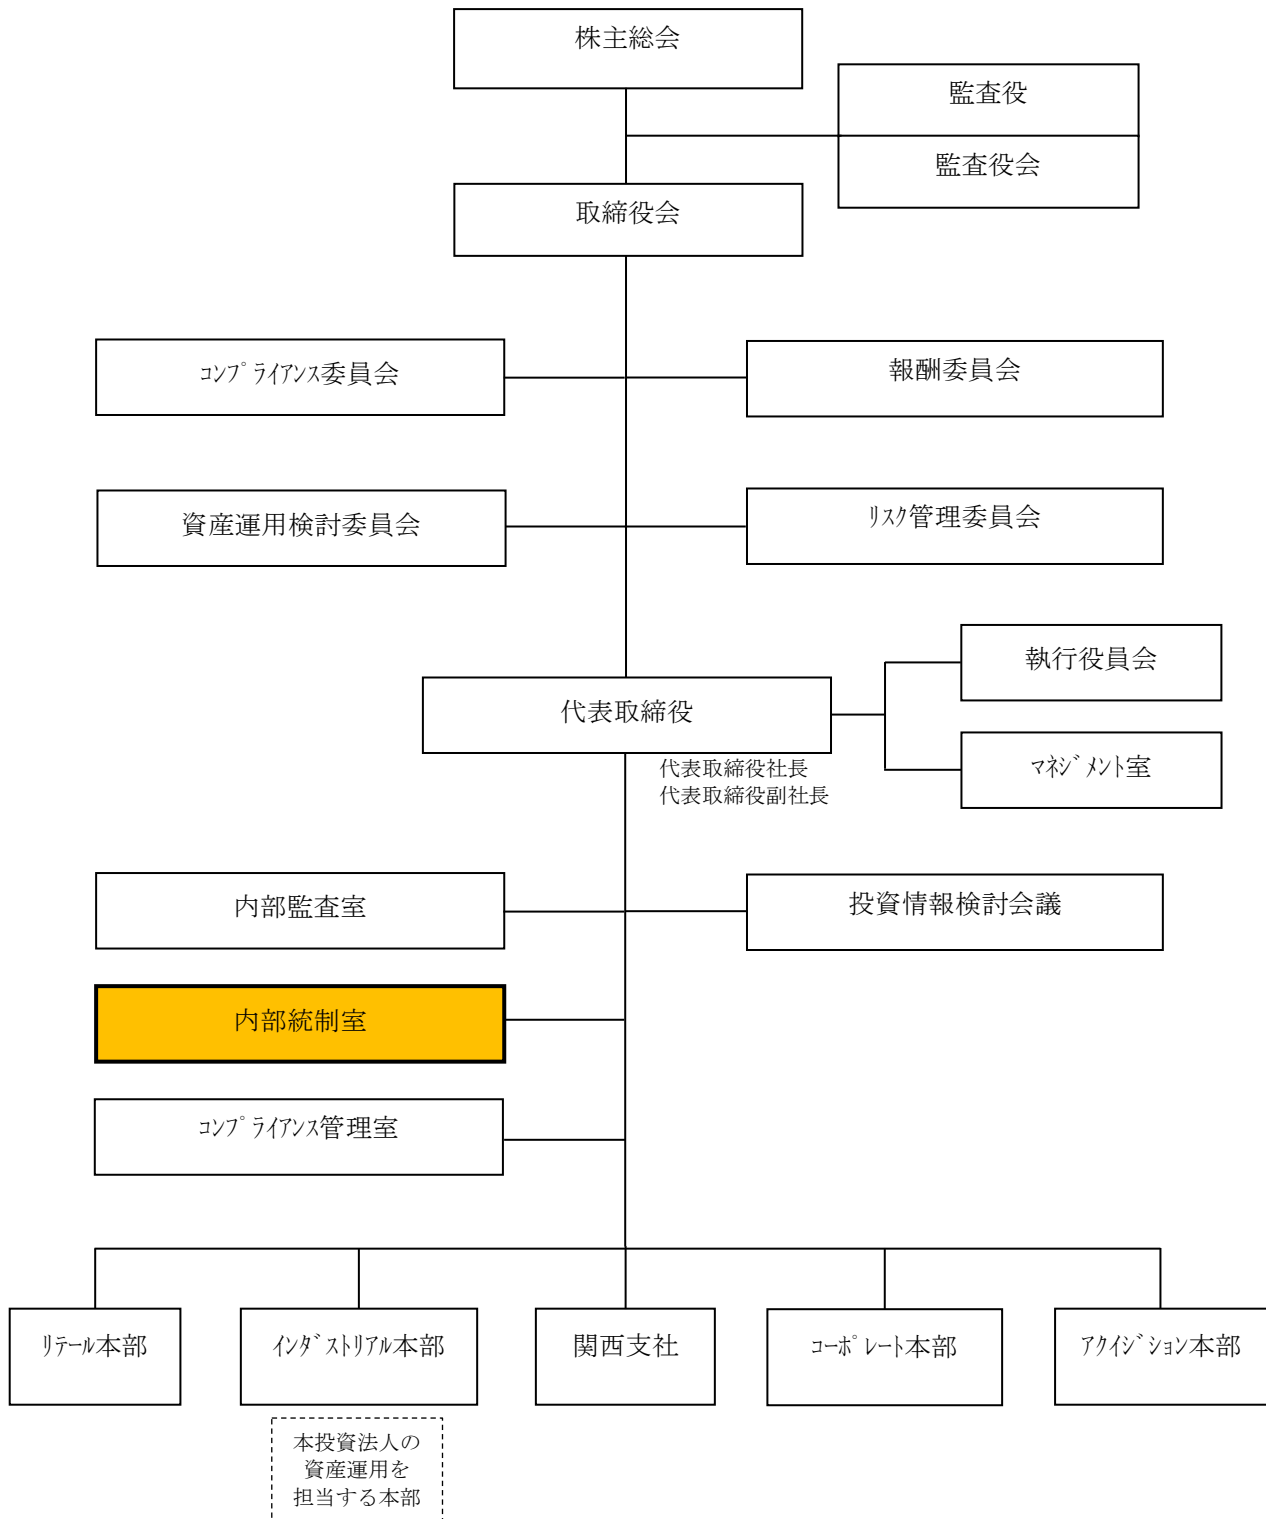 株主総会
監査役
監査役会
取締役会
ｺﾝﾌﾟﾗｲｱﾝｽ委員会
報酬委員会
資産運用検討委員会
ﾘｽｸ管理委員会
執行役員会
代表取締役
ﾏﾈｼﾞﾒﾝﾄ室
代表取締役社長
代表取締役副社長
内部監査室
投資情報検討会議
内部統制室
ｺﾝﾌﾟﾗｲｱﾝｽ管理室
ﾘﾃｰﾙ本部
ｲﾝﾀﾞｽﾄﾘｱﾙ本部
関西支社
ｺｰﾎﾟﾚｰﾄ本部
ｱｸｲｼﾞｼｮﾝ本部
本投資法人の
資産運用を
担当する本部